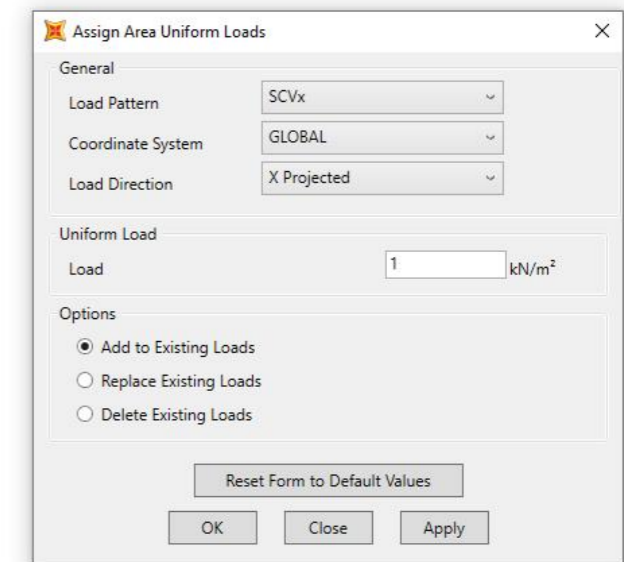 Assign Area Uniform Loads
General
Load Pattern SCVx
Coordinate System GLOBAL
Load Direction X Projected
Uniform Load
Load 1 kN/m²
Options
Add to Existing Loads
Replace Existing Loads
Delete Existing Loads
Reset Form to Default Values
OK Close Apply